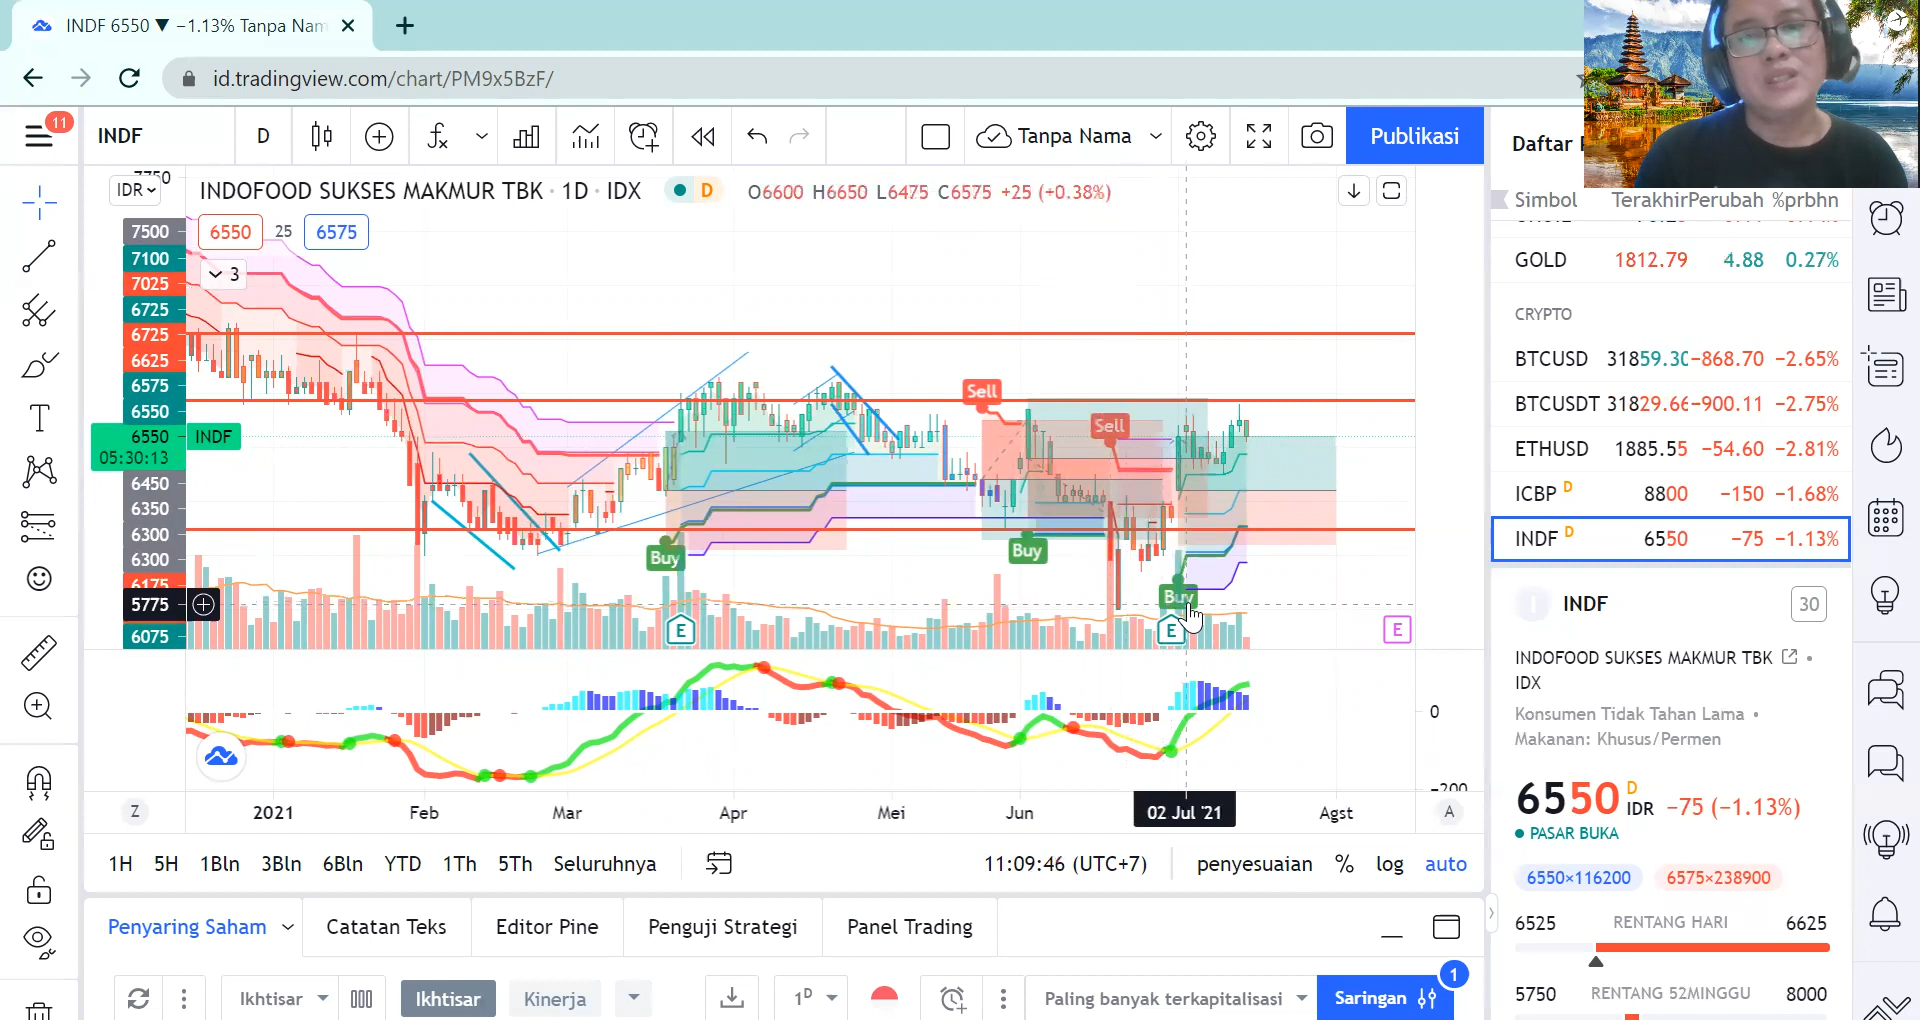 INDF 6550 ▼ −1.13% Tanpa Nam
id.tradingview.com/chart/PM9x5BzF/
11
INDF
D
Tanpa Nama
Publikasi
Daftar
7750
IDR
INDOFOOD SUKSES MAKMUR TBK · 1D · IDX
D
O6600 H6650 L6475 C6575 +25 (+0.38%)
6550 25 6575
3
7500
7100
7025
6725
6725
6625
6575
6550
6550 INDF
05:30:13
6450
6350
6300
6300
6175
5775
6075
Sell
Sell
Buy
Buy
Buy
E
E
E
0
−200
Z
2021
Feb
Mar
Apr
Mei
Jun
02 Jul '21
Agst
A
1H 5H 1Bln 3Bln 6Bln YTD 1Th 5Th Seluruhnya
11:09:46 (UTC+7)
penyesuaian % log auto
Penyaring Saham
Catatan Teks
Editor Pine
Penguji Strategi
Panel Trading
Ikhtisar
Ikhtisar
Kinerja
1D
Paling banyak terkapitalisasi
Saringan
1
Simbol Terakhir Perubah %prbhn
GOLD 1812.79 4.88 0.27%
CRYPTO
BTCUSD 31859.30 −868.70 −2.65%
BTCUSDT 31829.66 −900.11 −2.75%
ETHUSD 1885.55 −54.60 −2.81%
ICBP D 8800 −150 −1.68%
INDF D 6550 −75 −1.13%
INDF
30
INDOFOOD SUKSES MAKMUR TBK •
IDX
Konsumen Tidak Tahan Lama •
Makanan: Khusus/Permen
6550 D IDR −75 (−1.13%)
PASAR BUKA
6550×116200 6575×238900
6525 RENTANG HARI 6625
5750 RENTANG 52MINGGU 8000